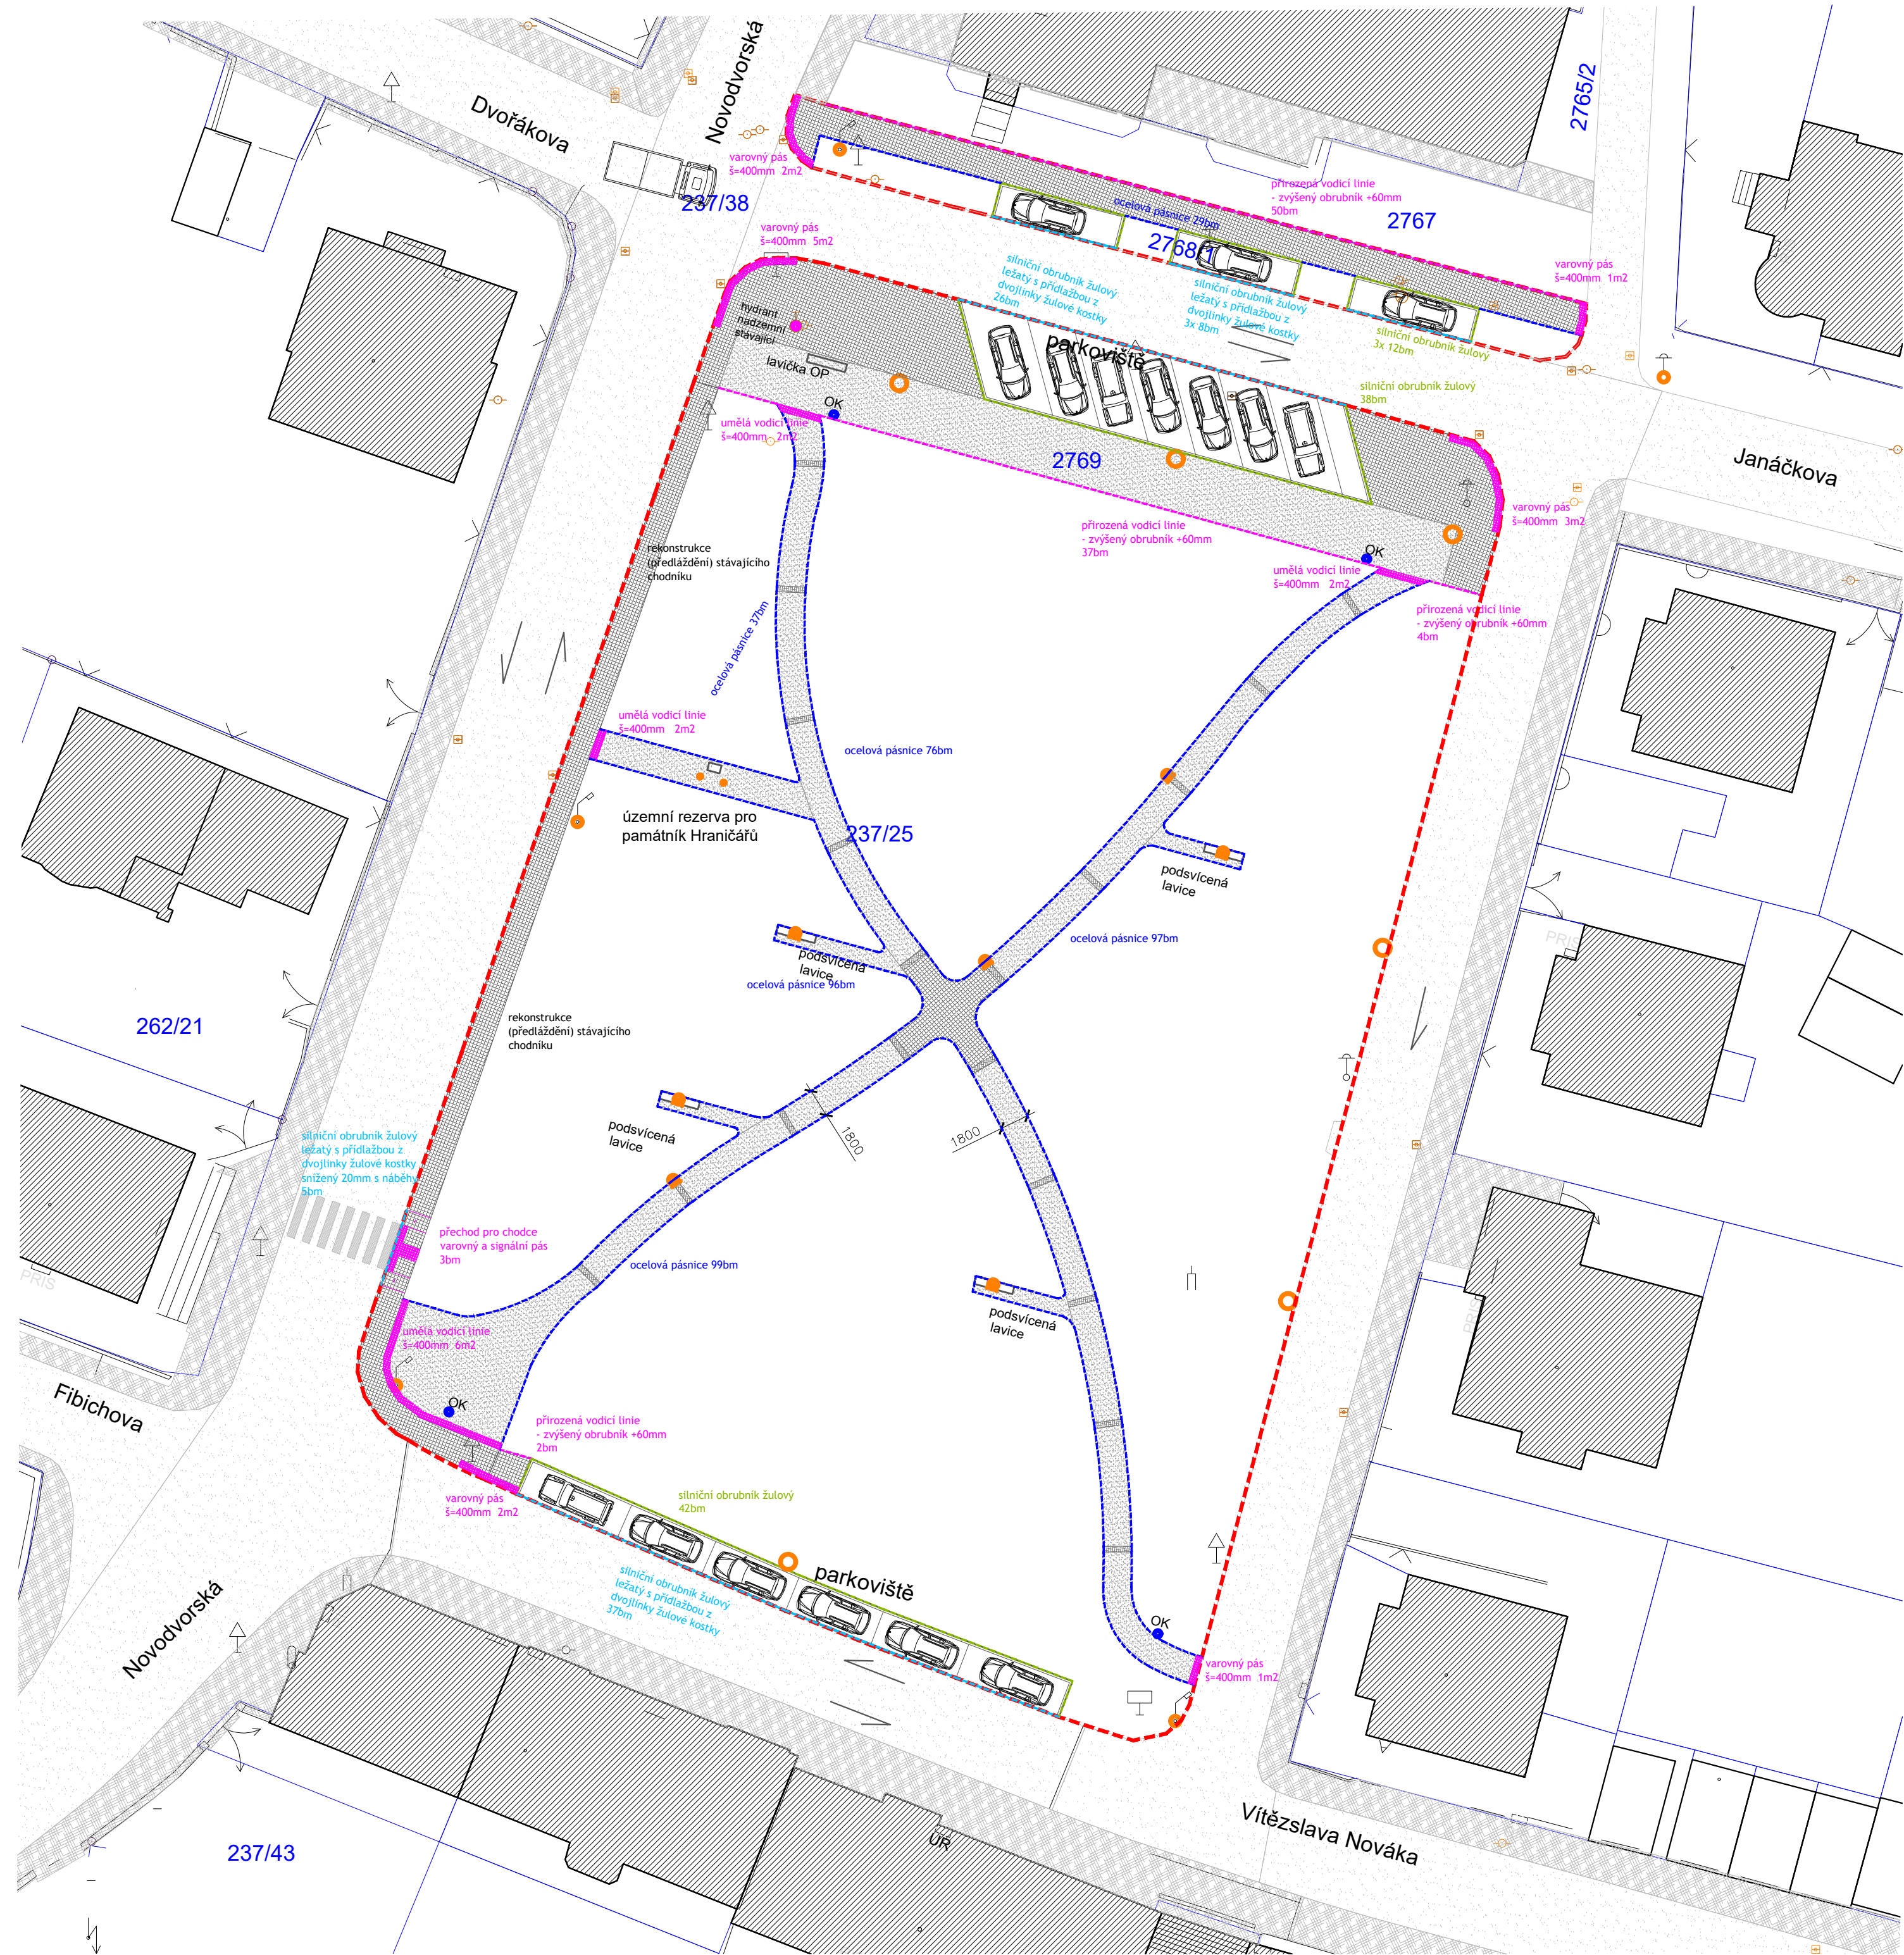 Novodvorská
Dvořákova
2765/2
237/38
varovný pás
š=400mm 2m2
přirozená vodicí linie
- zvýšený obrubník +60mm
50bm
2767
ocelová pásnice 29bm
2768/1
varovný pás
š=400mm 5m2
varovný pás
š=400mm 1m2
silniční obrubník žulový
ležatý s přídlažbou z
dvojlinky žulové kostky
26bm
silniční obrubník žulový
ležatý s přídlažbou z
dvojlinky žulové kostky
3x 8bm
silniční obrubník žulový
3x 12bm
hydrant
nadzemní
stávající
lavička OP
parkoviště
silniční obrubník žulový
38bm
OK
umělá vodicí linie
š=400mm 2m2
2769
Janáčkova
varovný pás
š=400mm 3m2
přirozená vodicí linie
- zvýšený obrubník +60mm
37bm
OK
umělá vodicí linie
š=400mm 2m2
rekonstrukce
(předláždění) stávajícího
chodníku
přirozená vodicí linie
- zvýšený obrubník +60mm
4bm
ocelová pásnice 37bm
umělá vodicí linie
š=400mm 2m2
ocelová pásnice 76bm
územní rezerva pro
památník Hraničářů
237/25
podsvícená
lavice
ocelová pásnice 97bm
PRIS
podsvícená
lavice
ocelová pásnice 96bm
262/21
rekonstrukce
(předláždění) stávajícího
chodníku
podsvícená
lavice
1800
1800
silniční obrubník žulový
ležatý s přídlažbou z
dvojlinky žulové kostky
snížený 20mm s náběhy
5bm
přechod pro chodce
varovný a signální pás
3bm
PRIS
ocelová pásnice 99bm
podsvícená
lavice
umělá vodicí linie
š=400mm 6m2
Fibichova
OK
přirozená vodicí linie
- zvýšený obrubník +60mm
2bm
varovný pás
š=400mm 2m2
silniční obrubník žulový
42bm
parkoviště
silniční obrubník žulový
ležatý s přídlažbou z
dvojlinky žulové kostky
37bm
Novodvorská
OK
varovný pás
š=400mm 1m2
Vítězslava Nováka
ÚR
237/43